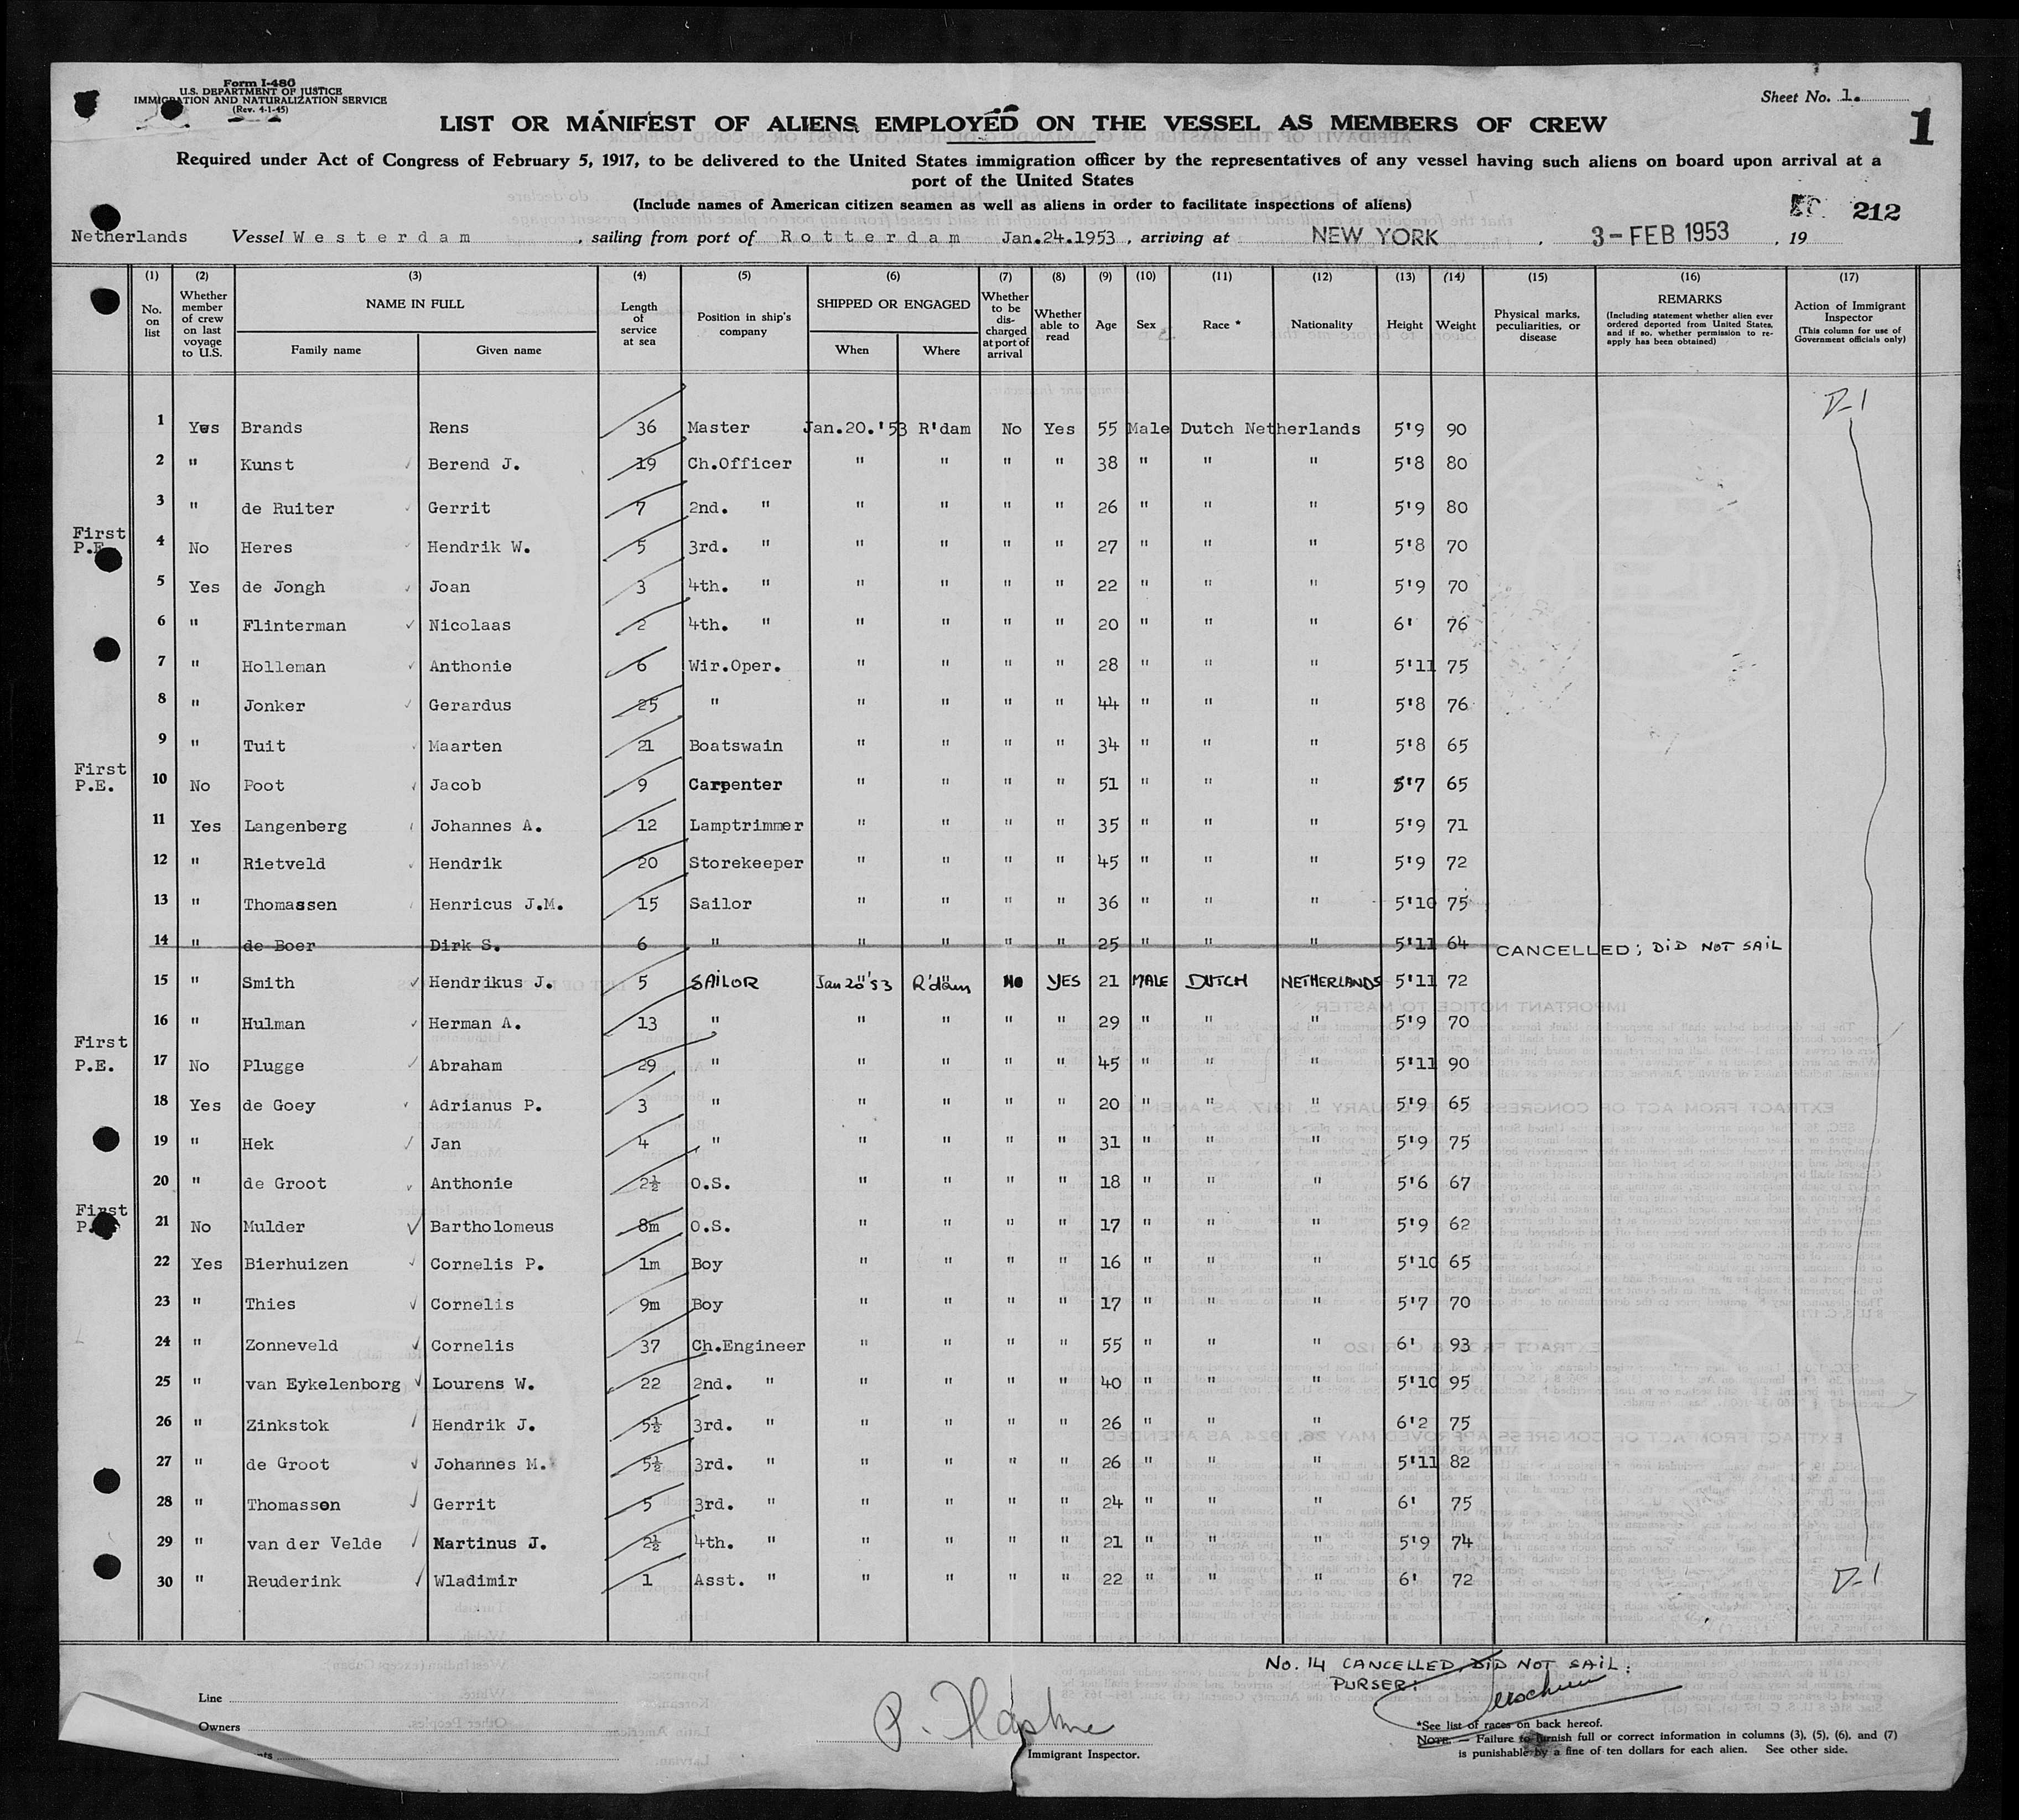 Form I-480
U.S. DEPARTMENT OF JUSTICE
IMMIGRATION AND NATURALIZATION SERVICE
(Rev. 4-1-45)
Sheet No. 1.
1
LIST OR MANIFEST OF ALIENS EMPLOYED ON THE VESSEL AS MEMBERS OF CREW
Required under Act of Congress of February 5, 1917, to be delivered to the United States immigration officer by the representatives of any vessel having such aliens on board upon arrival at a
port of the United States
(Include names of American citizen seamen as well as aliens in order to facilitate inspections of aliens)
212
Netherlands Vessel Westerdam, sailing from port of Rotterdam Jan.24.1953, arriving at NEW YORK, 3-FEB 1953, 19
(1) (2) (3) (4) (5) (6) (7) (8) (9) (10) (11) (12) (13) (14) (15) (16) (17)
No. on list
Whether member of crew on last voyage to U.S.
NAME IN FULL
Family name Given name
Length of service at sea
Position in ship's company
SHIPPED OR ENGAGED
When Where
Whether to be discharged at port of arrival
Whether able to read
Age Sex Race * Nationality Height Weight
Physical marks, peculiarities, or disease
REMARKS
(Including statement whether alien ever ordered deported from United States, and if so, whether permission to re-apply has been obtained)
Action of Immigrant Inspector
(This column for use of Government officials only)
D-1
1 Yes Brands Rens 36 Master Jan.20.'53 R'dam No Yes 55 Male Dutch Netherlands 5'9 90
2 " Kunst Berend J. 19 Ch.Officer " " " " 38 " " " 5'8 80
3 " de Ruiter Gerrit 7 2nd. " " " " " 26 " " " 5'9 80
First P.E. 4 No Heres Hendrik W. 5 3rd. " " " " " 27 " " " 5'8 70
5 Yes de Jongh Joan 3 4th. " " " " " 22 " " " 5'9 70
6 " Flinterman Nicolaas 2 4th. " " " " " 20 " " " 6' 76
7 " Holleman Anthonie 6 Wir.Oper. " " " " 28 " " " 5'11 75
8 " Jonker Gerardus 25 " " " " " 44 " " " 5'8 76
9 " Tuit Maarten 21 Boatswain " " " " 34 " " " 5'8 65
First P.E. 10 No Poot Jacob 9 Carpenter " " " " 51 " " " 5'7 65
11 Yes Langenberg Johannes A. 12 Lamptrimmer " " " " 35 " " " 5'9 71
12 " Rietveld Hendrik 20 Storekeeper " " " " 45 " " " 5'9 72
13 " Thomassen Henricus J.M. 15 Sailor " " " " 36 " " " 5'10 75
14 " de Boer Dirk S. 6 " " " " " 25 " " " 5'11 64 CANCELLED; DID NOT SAIL
15 " Smith Hendrikus J. 5 SAILOR Jan 20 '53 R'dam No YES 21 MALE DUTCH NETHERLANDS 5'11 72
16 " Hulman Herman A. 13 " " " " " 29 " " " 5'9 70
First P.E. 17 No Plugge Abraham 29 " " " " " 45 " " " 5'11 90
18 Yes de Goey Adrianus P. 3 " " " " " 20 " " " 5'9 65
19 " Hek Jan 4 " " " " " 31 " " " 5'9 75
20 " de Groot Anthonie 2½ O.S. " " " " 18 " " " 5'6 67
First P.E. 21 No Mulder Bartholomeus 8m O.S. " " " " 17 " " " 5'9 62
22 Yes Bierhuizen Cornelis P. 1m Boy " " " " 16 " " " 5'10 65
23 " Thies Cornelis 9m Boy " " " " 17 " " " 5'7 70
24 " Zonneveld Cornelis 37 Ch.Engineer " " " " 55 " " " 6' 93
25 " van Eykelenborg Lourens W. 22 2nd. " " " " " 40 " " " 5'10 95
26 " Zinkstok Hendrik J. 5½ 3rd. " " " " " 26 " " " 6'2 75
27 " de Groot Johannes M. 5½ 3rd. " " " " " 26 " " " 5'11 82
28 " Thomasson Gerrit 5 3rd. " " " " " 24 " " " 6' 75
29 " van der Velde Martinus J. 2½ 4th. " " " " " 21 " " " 5'9 74
30 " Reuderink Wladimir 1 Asst. " " " " " 22 " " " 6' 72 D-1
No. 14 CANCELLED, DID NOT SAIL:
PURSER:
Line
Owners
Immigrant Inspector.
*See list of races on back hereof.
NOTE.—Failure to furnish full or correct information in columns (3), (5), (6), and (7)
is punishable by a fine of ten dollars for each alien. See other side.